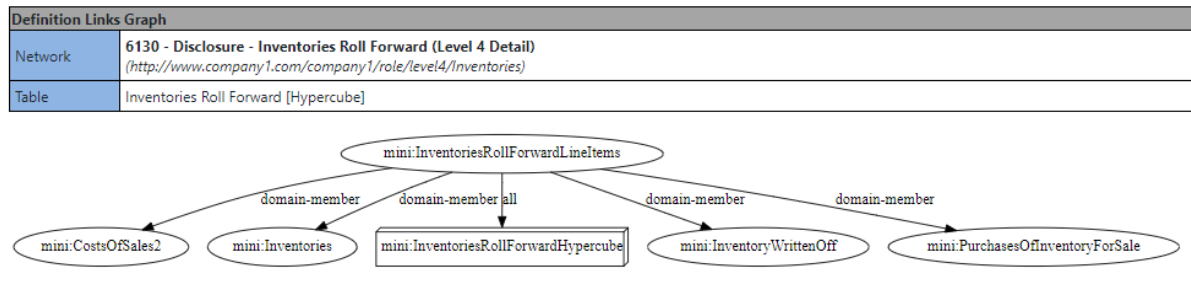 Definition Links Graph
Network
6130 - Disclosure - Inventories Roll Forward (Level 4 Detail)
(http://www.company1.com/company1/role/level4/Inventories)
Table
Inventories Roll Forward [Hypercube]
mini:InventoriesRollForwardLineItems
domain-member domain-member all domain-member domain-member
mini:CostsOfSales2 mini:Inventories mini:InventoriesRollForwardHypercube mini:InventoryWrittenOff mini:PurchasesOfInventoryForSale